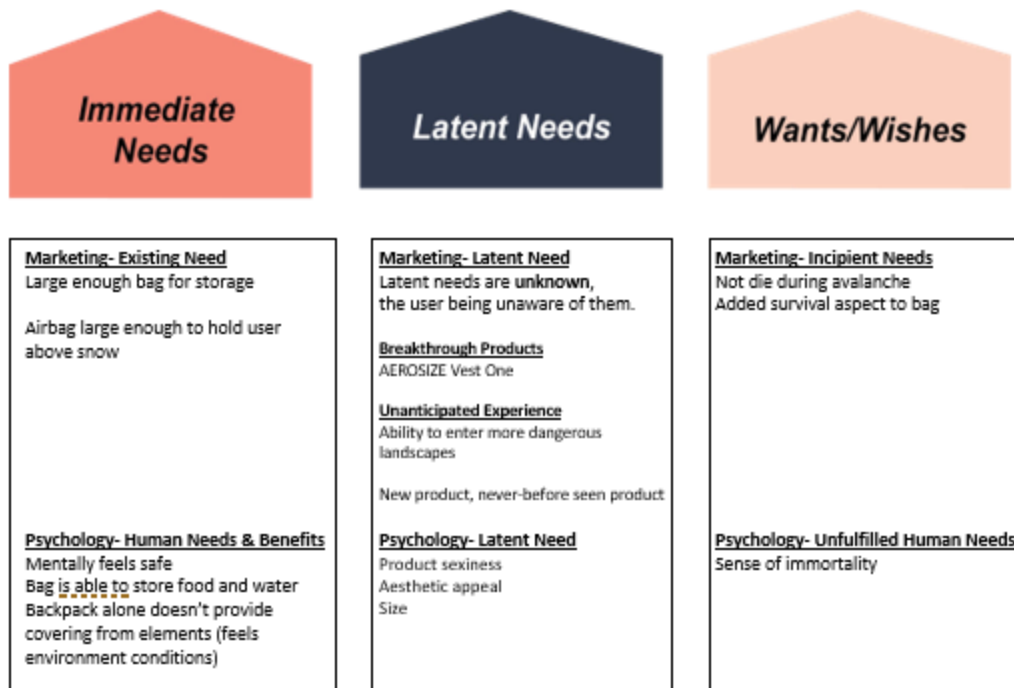 Immediate
Needs
Latent Needs
Wants/Wishes
Marketing- Existing Need
Large enough bag for storage
Airbag large enough to hold user
above snow
Psychology- Human Needs & Benefits
Mentally feels safe
Bag is able to store food and water
Backpack alone doesn't provide
covering from elements (feels
environment conditions)
Marketing- Latent Need
Latent needs are unknown,
the user being unaware of them.
Breakthrough Products
AEROSIZE Vest One
Unanticipated Experience
Ability to enter more dangerous
landscapes
New product, never-before seen product
Psychology- Latent Need
Product sexiness
Aesthetic appeal
Size
Marketing- Incipient Needs
Not die during avalanche
Added survival aspect to bag
Psychology- Unfulfilled Human Needs
Sense of immortality